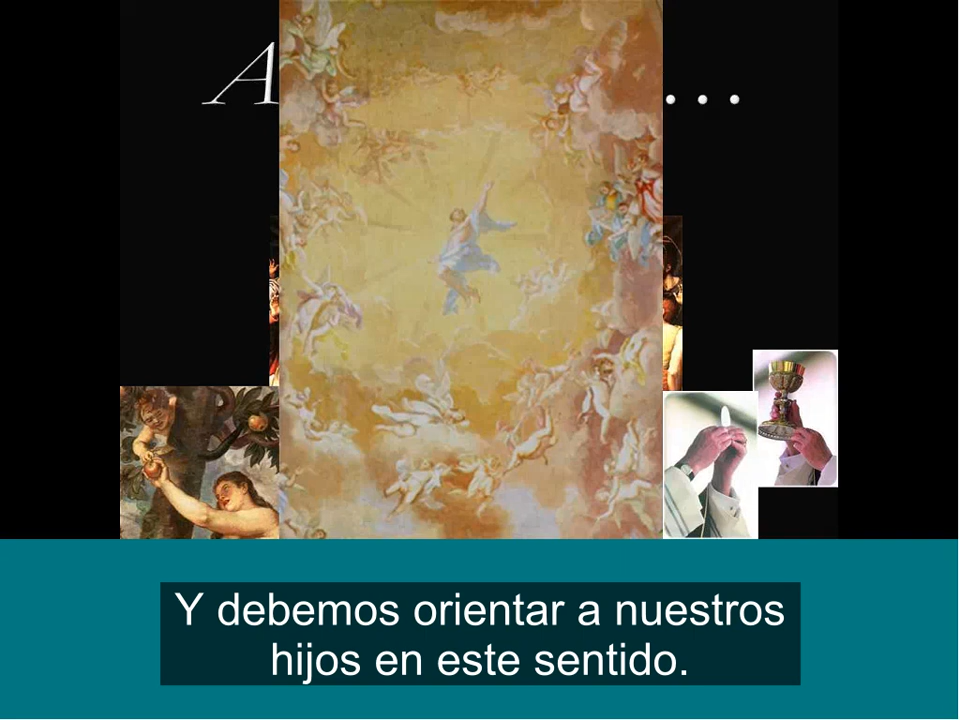 A...
Y debemos orientar a nuestros
hijos en este sentido.